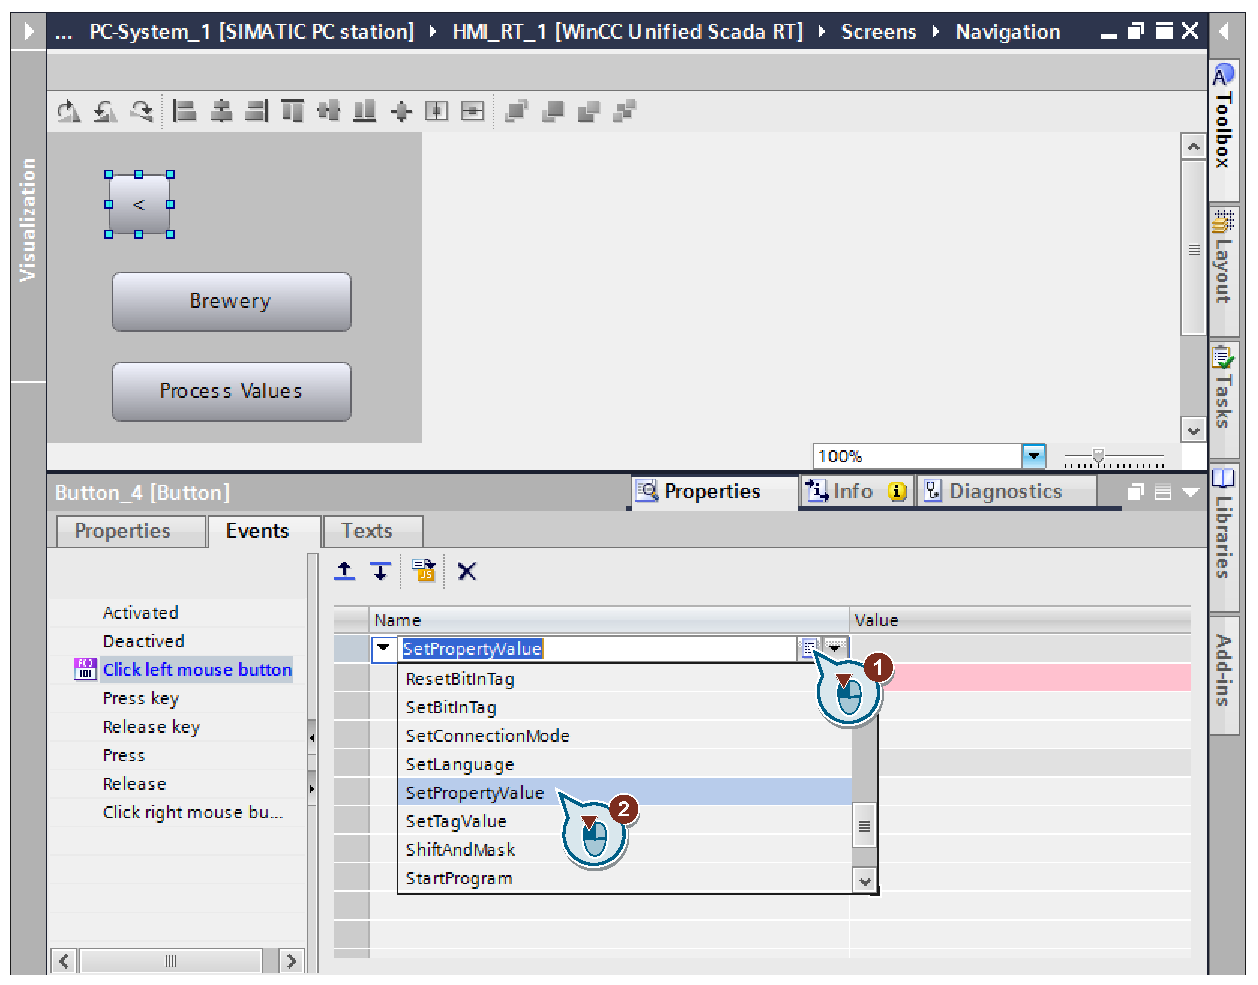 ... PC-System_1 [SIMATIC PC station] HMI_RT_1 [WinCC Unified Scada RT] Screens Navigation
Visualization
<
Brewery
Process Values
100%
Toolbox
Layout
Tasks
Libraries
Add-ins
Button_4 [Button]
Properties
Info
Diagnostics
Properties
Events
Texts
Activated
Deactived
Click left mouse button
Press key
Release key
Press
Release
Click right mouse bu...
Name
Value
SetPropertyValue
ResetBitInTag
SetBitInTag
SetConnectionMode
SetLanguage
SetPropertyValue
SetTagValue
ShiftAndMask
StartProgram
1
2